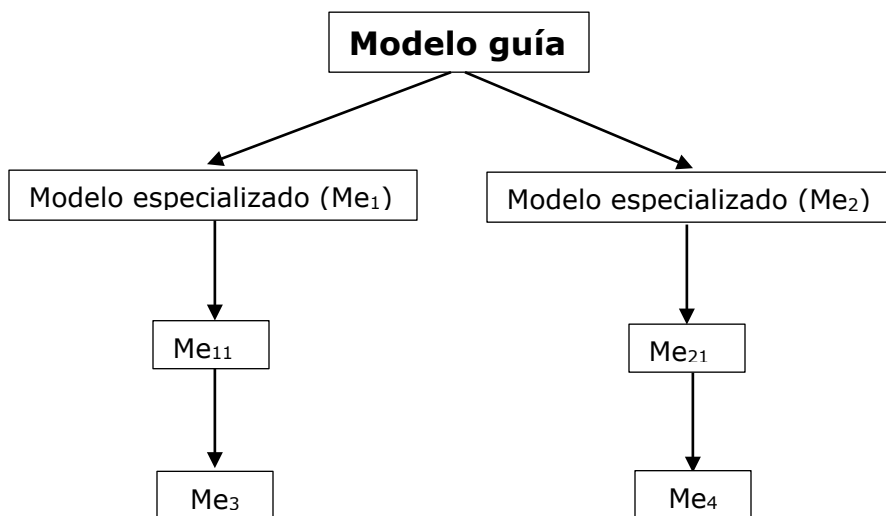 Modelo guía
Modelo especializado (Me₁)
Modelo especializado (Me₂)
Me₁₁
Me₂₁
Me₃
Me₄